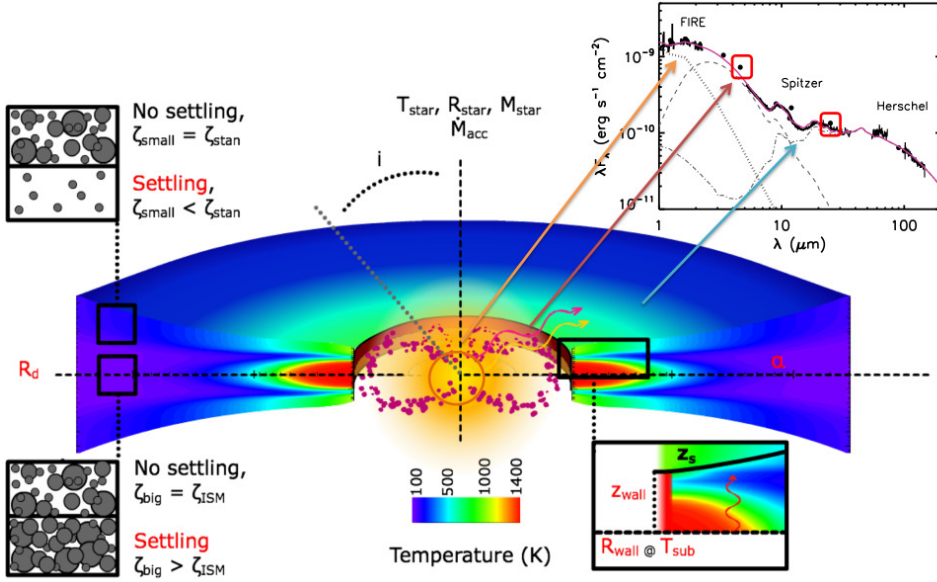 FIRE
Spitzer
Herschel
λFλ (erg s⁻¹ cm⁻²)
10⁻⁹
10⁻¹⁰
10⁻¹¹
1
10
100
λ (μm)
No settling,
ζsmall = ζstan
Settling,
ζsmall < ζstan
Tstar, Rstar, Mstar
Ṁacc
i
Rd
α
No settling,
ζbig = ζISM
Settling
ζbig > ζISM
100
500
1000
1400
Temperature (K)
zs
zwall
Rwall @ Tsub